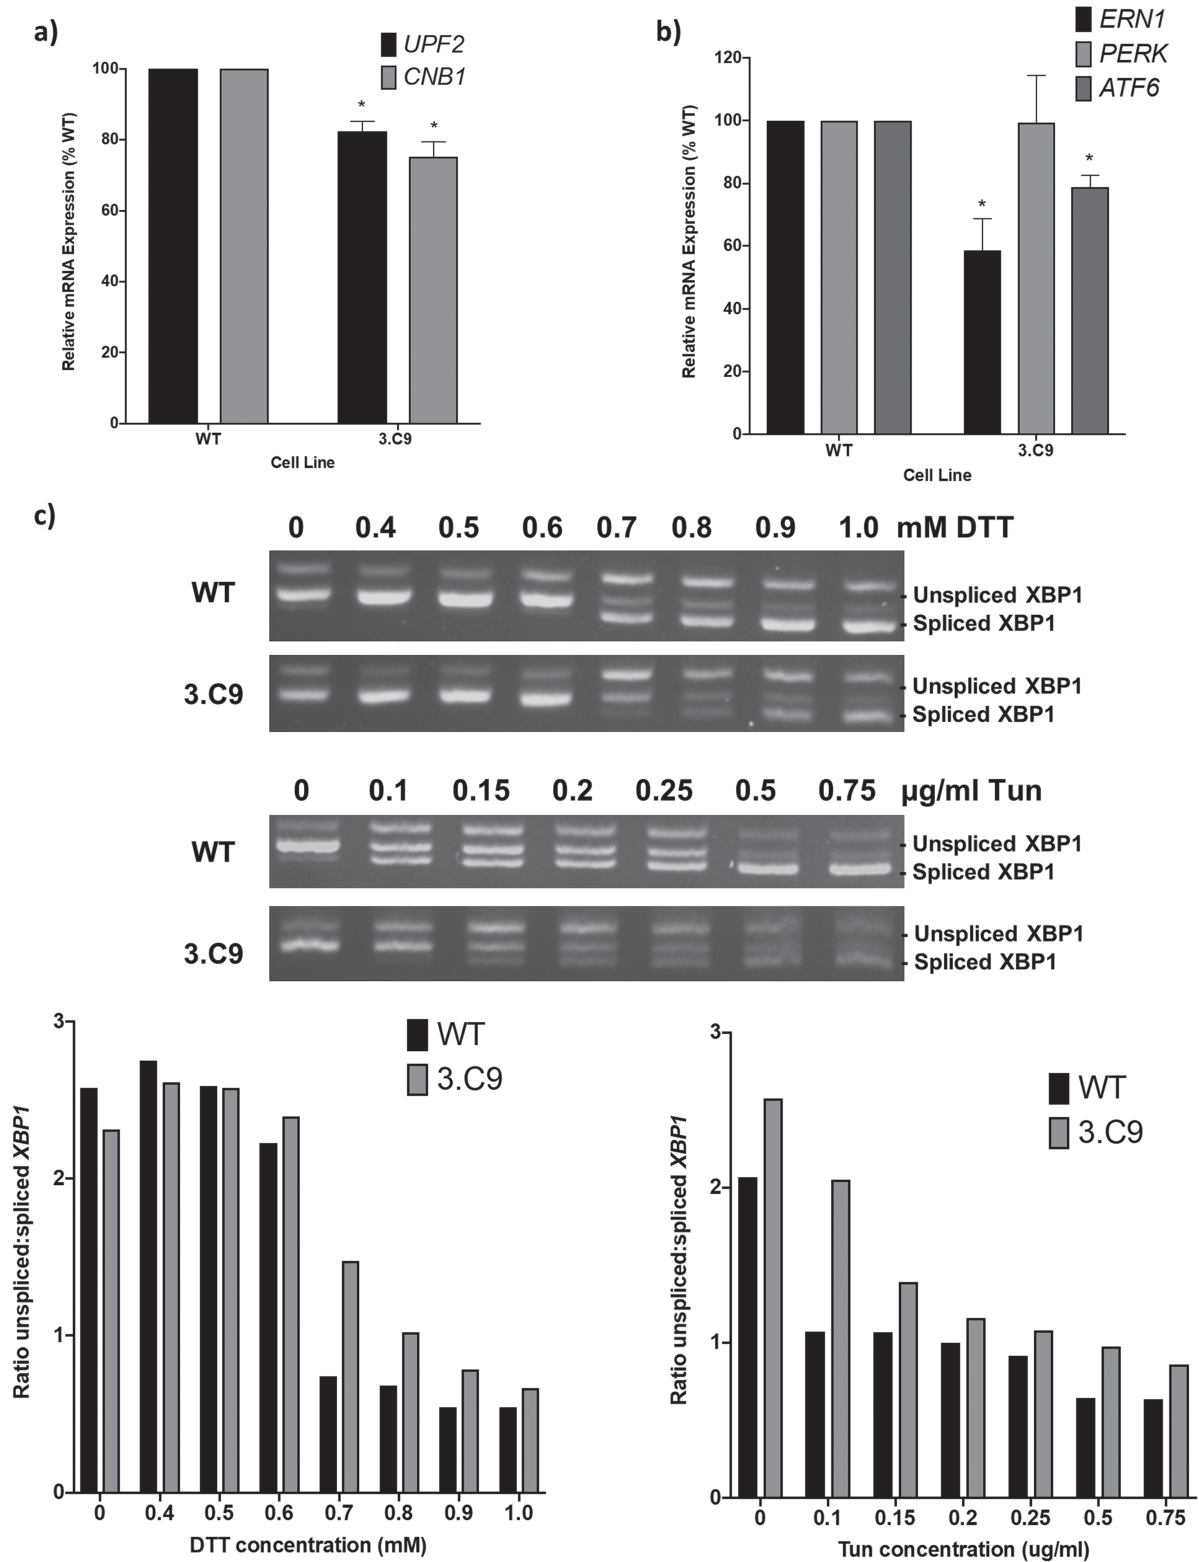 a)
UPF2
CNB1
100
80
60
40
20
0
Relative mRNA Expression (% WT)
*
*
WT
3.C9
Cell Line
b)
ERN1
PERK
ATF6
120
100
80
60
40
20
0
Relative mRNA Expression (% WT)
*
*
WT
3.C9
Cell Line
c)
0 0.4 0.5 0.6 0.7 0.8 0.9 1.0 mM DTT
WT
Unspliced XBP1
Spliced XBP1
3.C9
Unspliced XBP1
Spliced XBP1
0 0.1 0.15 0.2 0.25 0.5 0.75 µg/ml Tun
WT
Unspliced XBP1
Spliced XBP1
3.C9
Unspliced XBP1
Spliced XBP1
3
2
1
0
Ratio unspliced:spliced XBP1
WT
3.C9
0 0.4 0.5 0.6 0.7 0.8 0.9 1.0
DTT concentration (mM)
3
2
1
0
Ratio unspliced:spliced XBP1
WT
3.C9
0 0.1 0.15 0.2 0.25 0.5 0.75
Tun concentration (ug/ml)